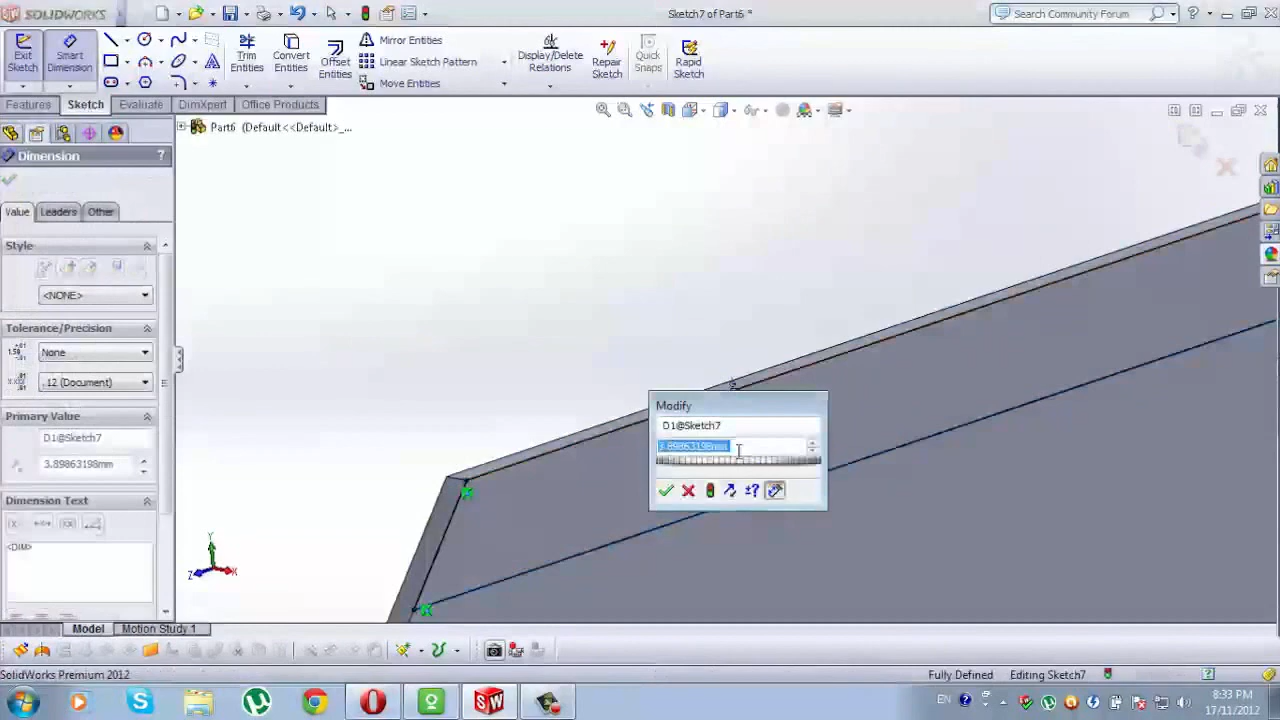 SOLIDWORKS
Sketch7 of Part6 *
Search Community Forum
Exit Sketch
Smart Dimension
Trim Entities
Convert Entities
Offset Entities
Mirror Entities
Linear Sketch Pattern
Move Entities
Display/Delete Relations
Repair Sketch
Quick Snaps
Rapid Sketch
Features
Sketch
Evaluate
DimXpert
Office Products
Part6 (Default<<Default>_...
Dimension
?
Value
Leaders
Other
Style
<NONE>
Tolerance/Precision
None
.12 (Document)
Primary Value
D1@Sketch7
3.89863198mm
Dimension Text
<DIM>
Modify
D1@Sketch7
3.89863198mm
Y
X
Z
Model
Motion Study 1
SolidWorks Premium 2012
Fully Defined
Editing Sketch7
EN
8:33 PM
17/11/2012